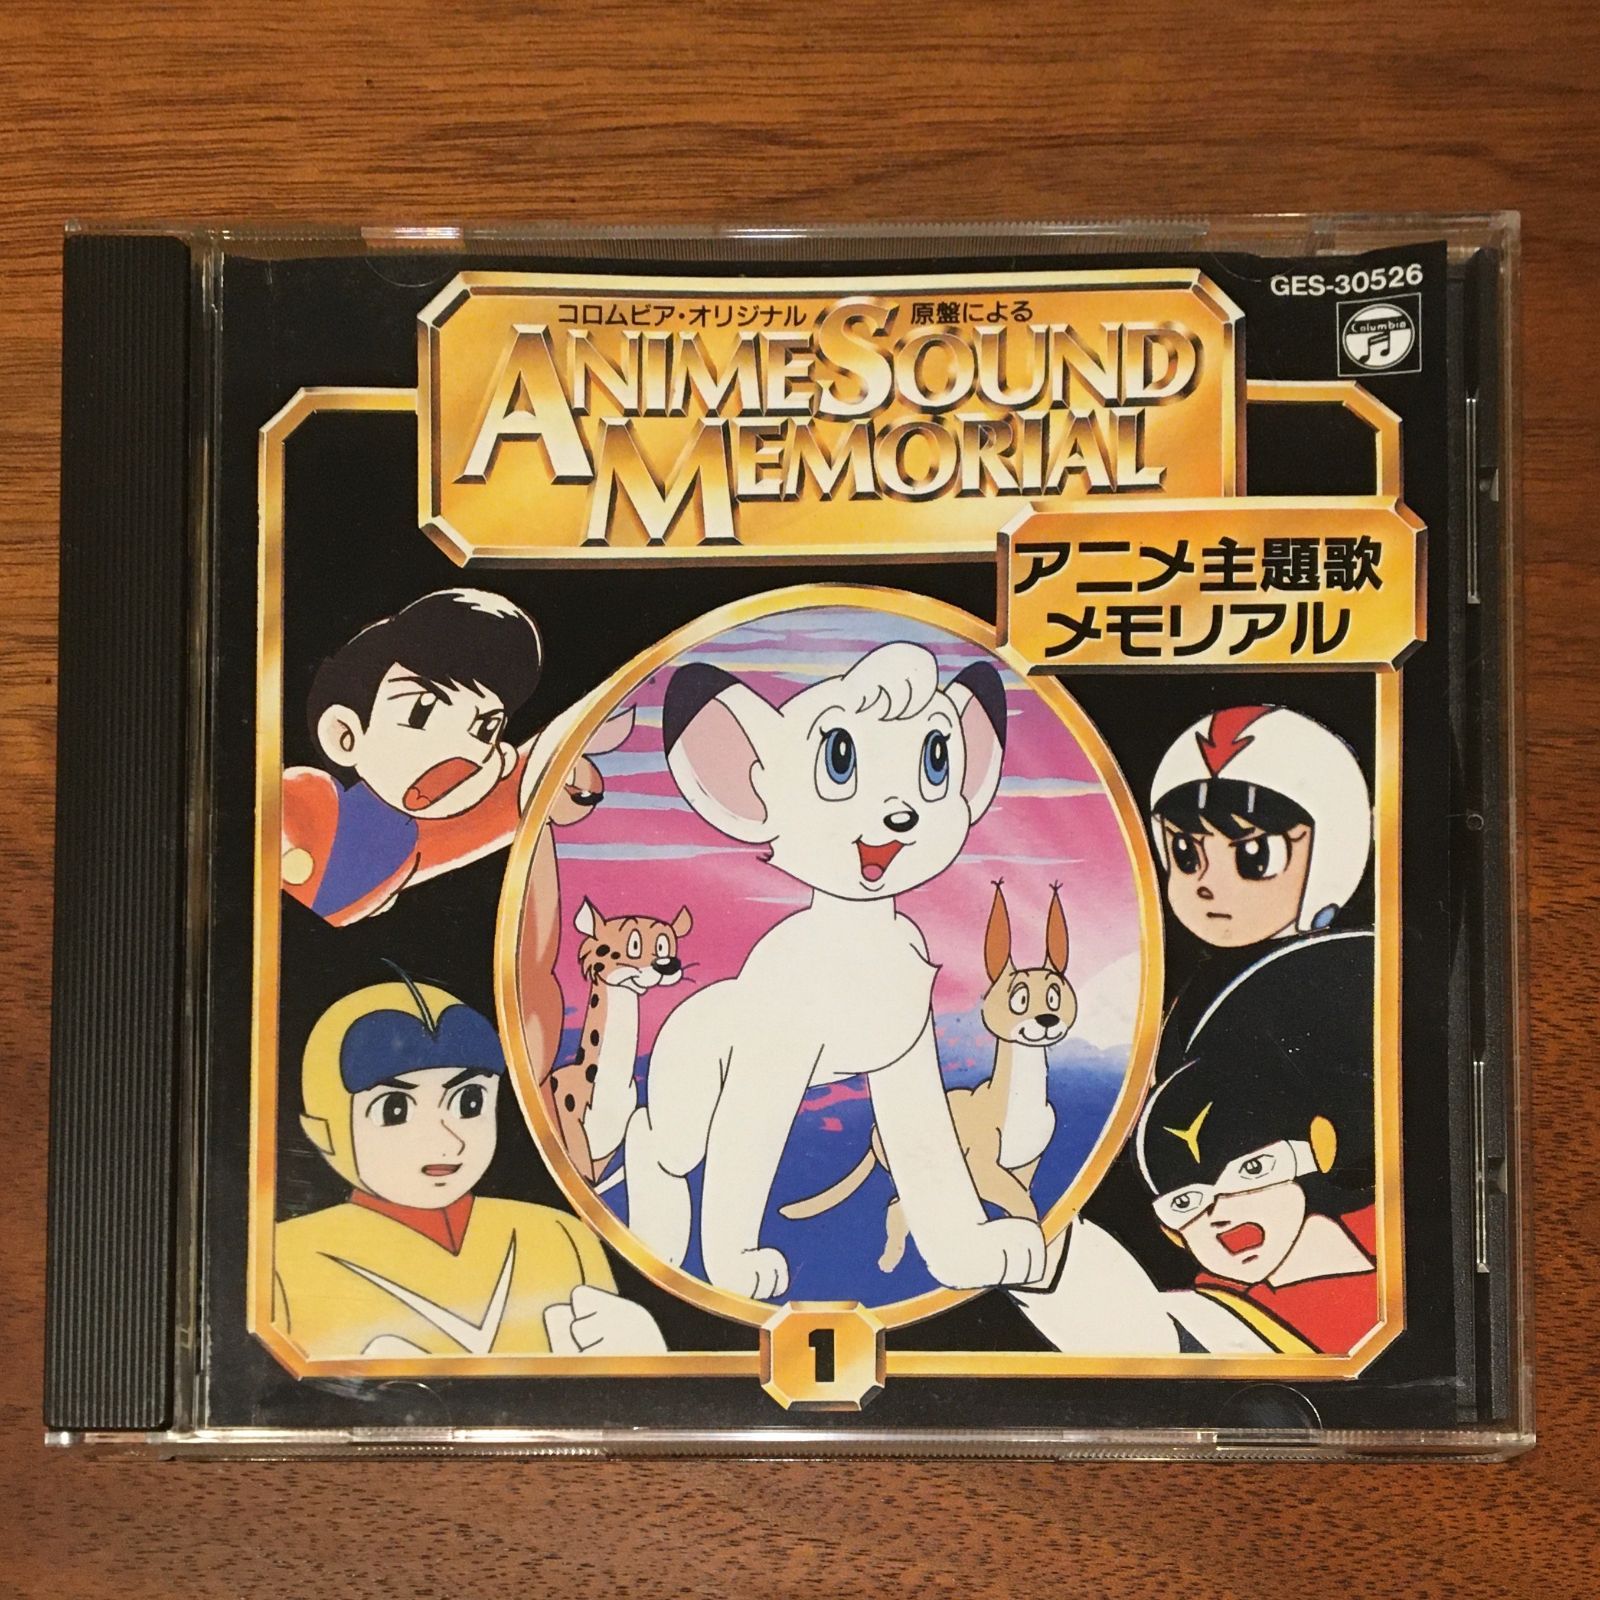 GES-30526
Columbia
コロムビア・オリジナル 原盤による
ANIME SOUND
MEMORIAL
アニメ主題歌
メモリアル
1